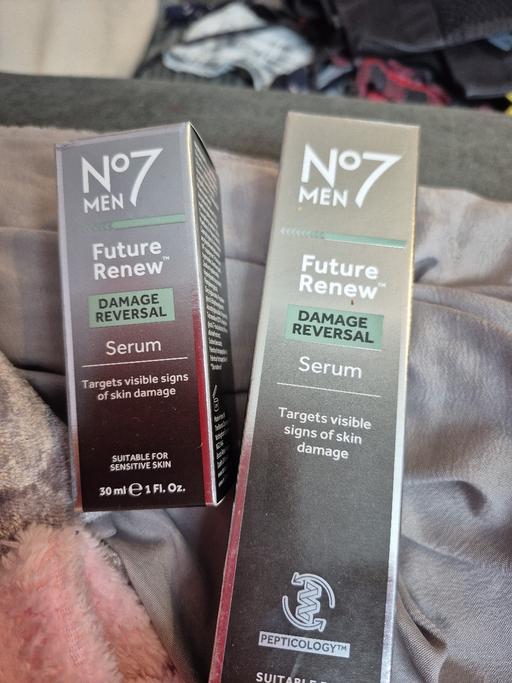 No7
MEN
Future
Renew™
DAMAGE
REVERSAL
Serum
Targets visible signs
of skin damage
SUITABLE FOR
SENSITIVE SKIN
30 ml ℮ 1 Fl. Oz.
No7
MEN
Future
Renew™
DAMAGE
REVERSAL
Serum
Targets visible
signs of skin
damage
PEPTICOLOGY™
SUITABLE